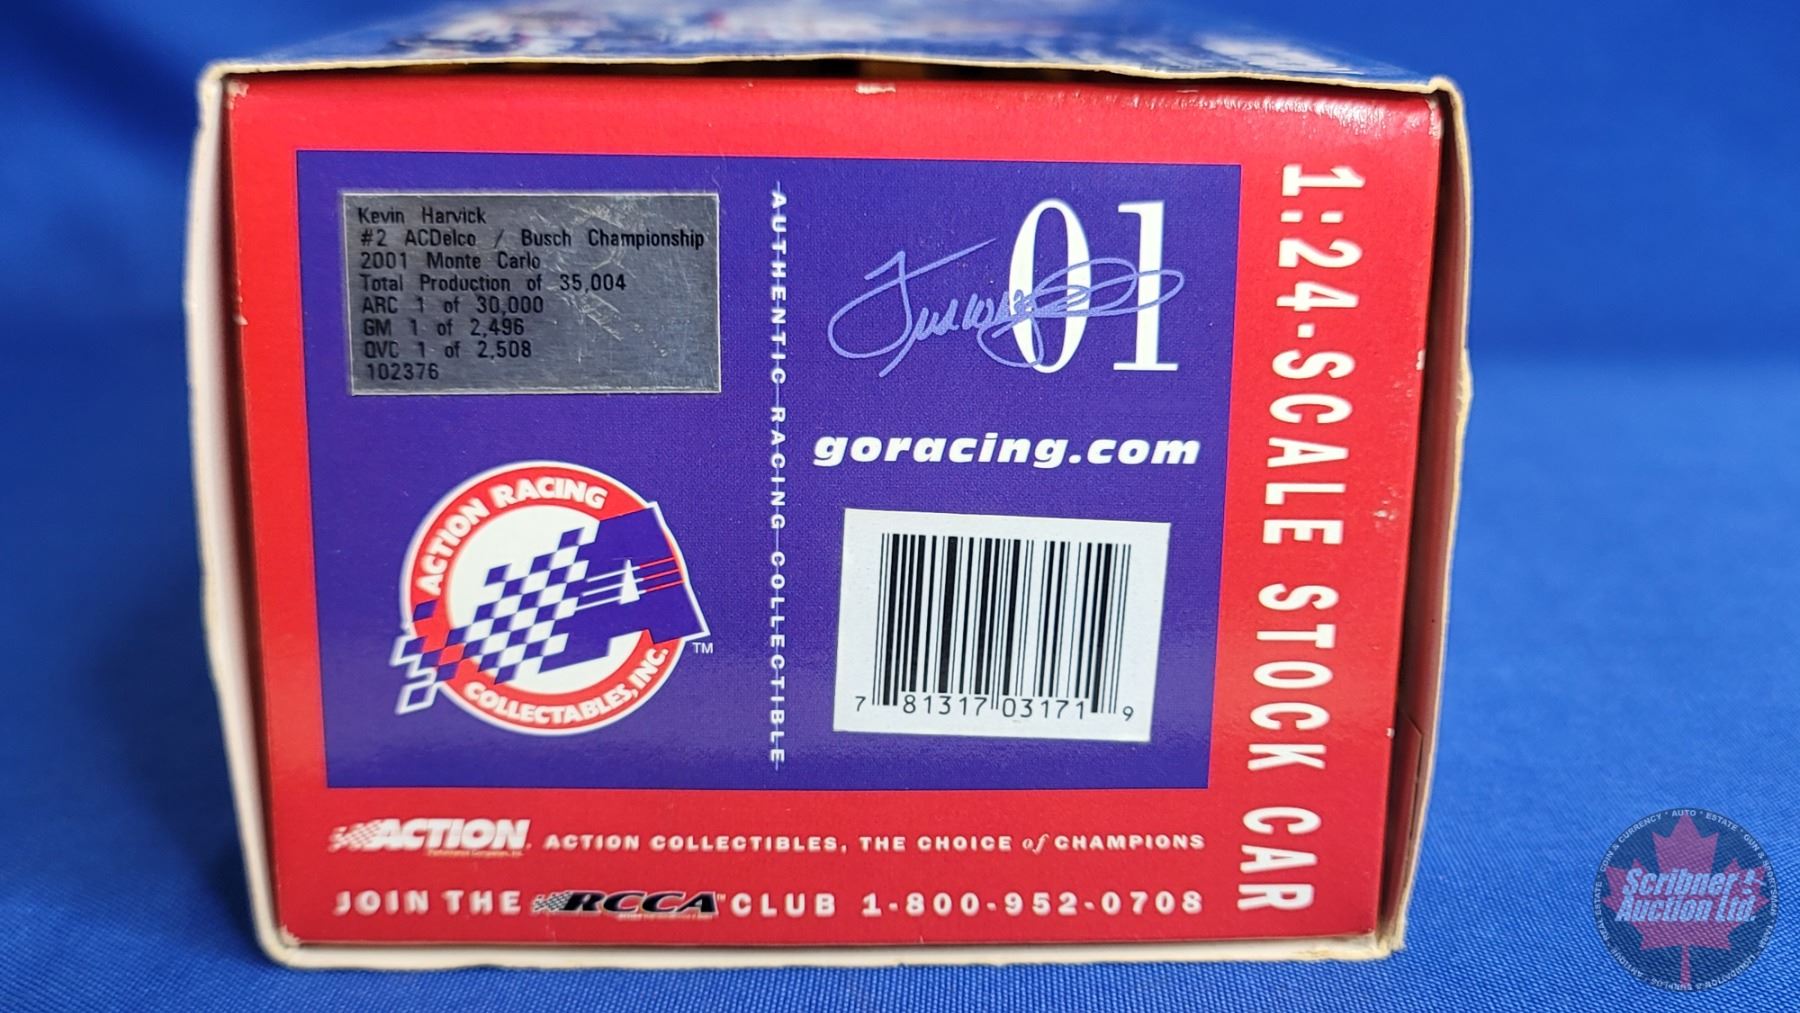 Kevin Harvick
#2 ACDelco / Busch Championship
2001 Monte Carlo
Total Production of 35,004
ARC 1 of 30,000
GM 1 of 2,496
QVC 1 of 2,508
102376
AUTHENTIC RACING COLLECTIBLE
01
goracing.com
ACTION RACING
COLLECTABLES, INC.
TM
7 81317 03171 9
1:24-SCALE STOCK CAR
ACTION
ACTION COLLECTIBLES, THE CHOICE of CHAMPIONS
JOIN THE RCCA CLUB 1-800-952-0708
Scribner
Auction Ltd.